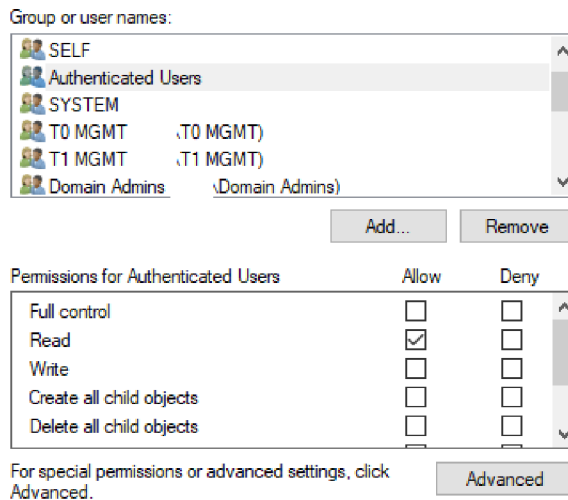 Group or user names:
SELF
Authenticated Users
SYSTEM
T0 MGMT \T0 MGMT)
T1 MGMT \T1 MGMT)
Domain Admins \Domain Admins)
Add... Remove
Permissions for Authenticated Users Allow Deny
Full control
Read
Write
Create all child objects
Delete all child objects
For special permissions or advanced settings, click
Advanced.
Advanced